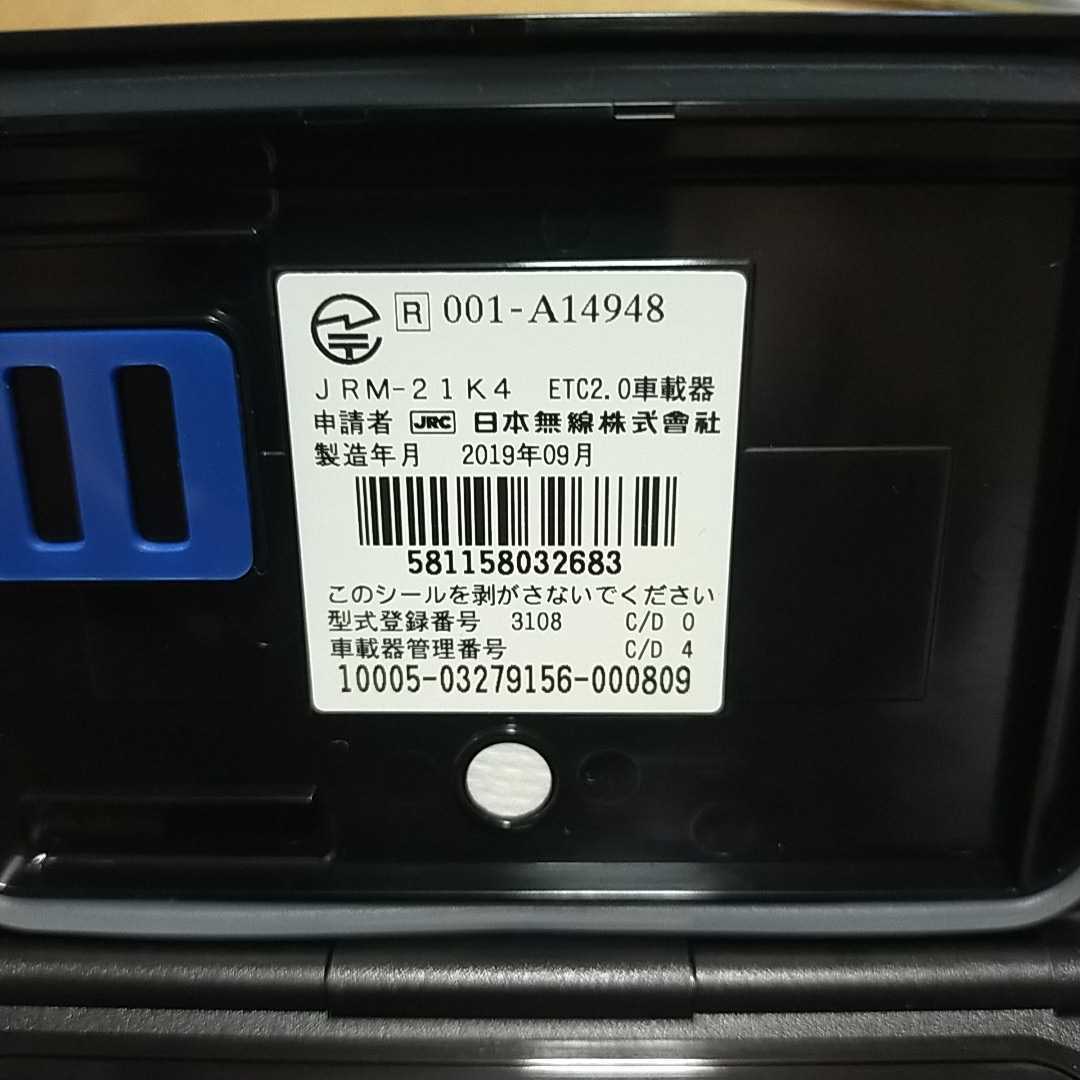 R 001-A14948
JRM-21K4 ETC2.0車載器
申請者 JRC 日本無線株式會社
製造年月 2019年09月
581158032683
このシールを剥がさないでください
型式登録番号 3108 C/D 0
車載器管理番号 C/D 4
10005-03279156-000809